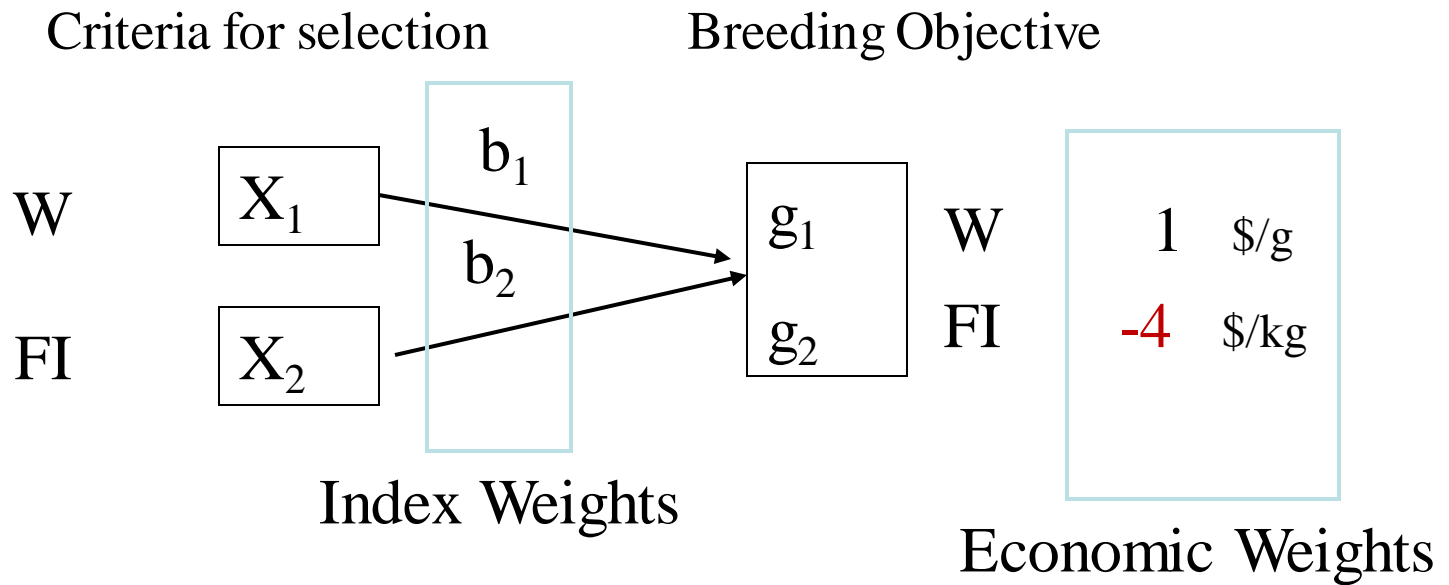 Criteria for selection
Breeding Objective
b₁
W
X₁
g₁
W
1 $/g
b₂
FI
X₂
g₂
FI
-4 $/kg
Index Weights
Economic Weights